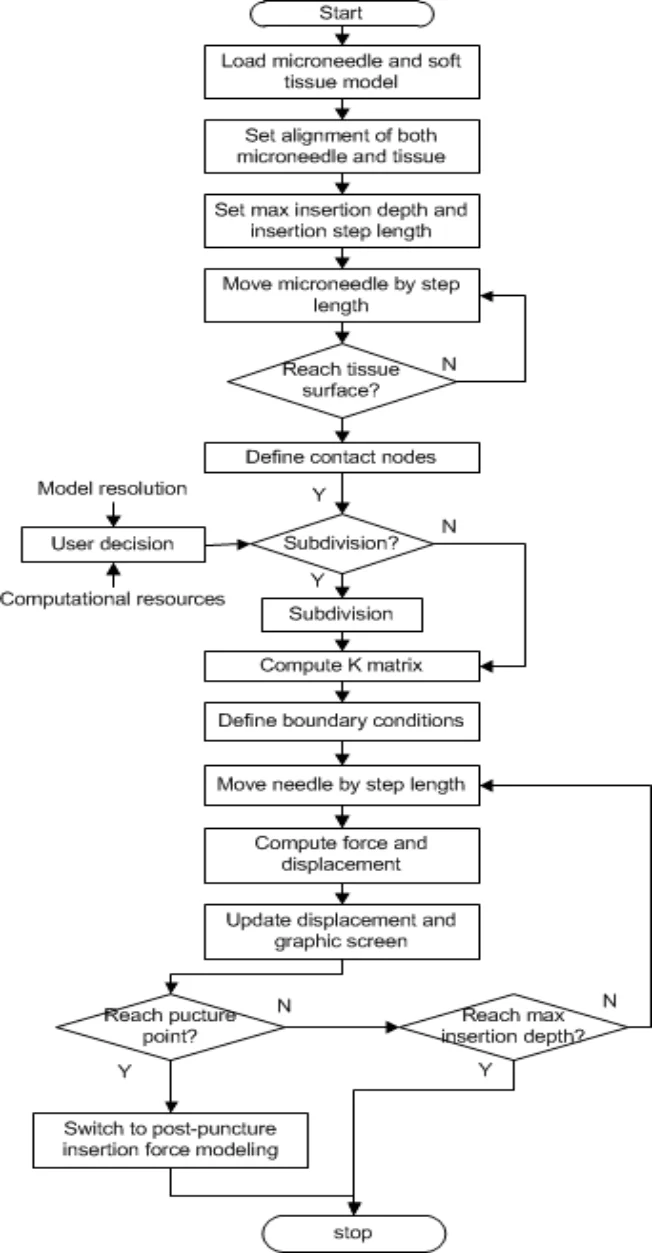 Start
Load microneedle and soft
tissue model
Set alignment of both
microneedle and tissue
Set max insertion depth and
insertion step length
Move microneedle by step
length
Reach tissue
surface?
N
Define contact nodes
Y
Model resolution
User decision
Computational resources
Subdivision?
N
Y
Subdivision
Compute K matrix
Define boundary conditions
Move needle by step length
Compute force and
displacement
Update displacement and
graphic screen
Reach pucture
point?
N
Y
Reach max
insertion depth?
N
Y
Switch to post-puncture
insertion force modeling
stop